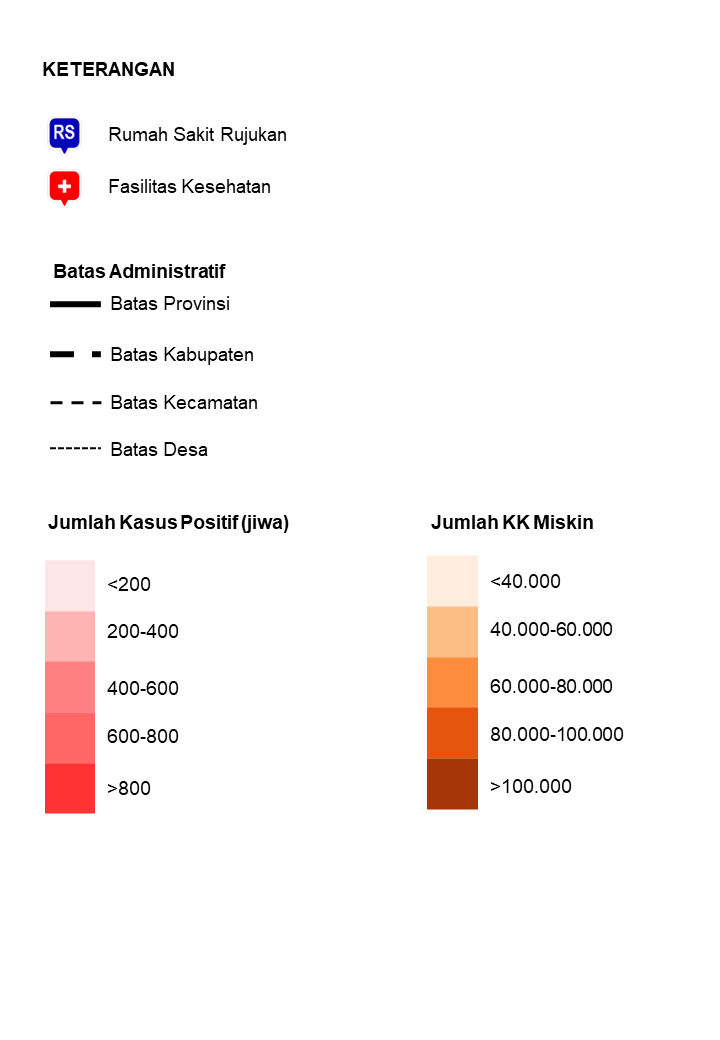 KETERANGAN
RS
Rumah Sakit Rujukan
Fasilitas Kesehatan
Batas Administratif
Batas Provinsi
Batas Kabupaten
Batas Kecamatan
Batas Desa
Jumlah Kasus Positif (jiwa)
<200
200-400
400-600
600-800
>800
Jumlah KK Miskin
<40.000
40.000-60.000
60.000-80.000
80.000-100.000
>100.000